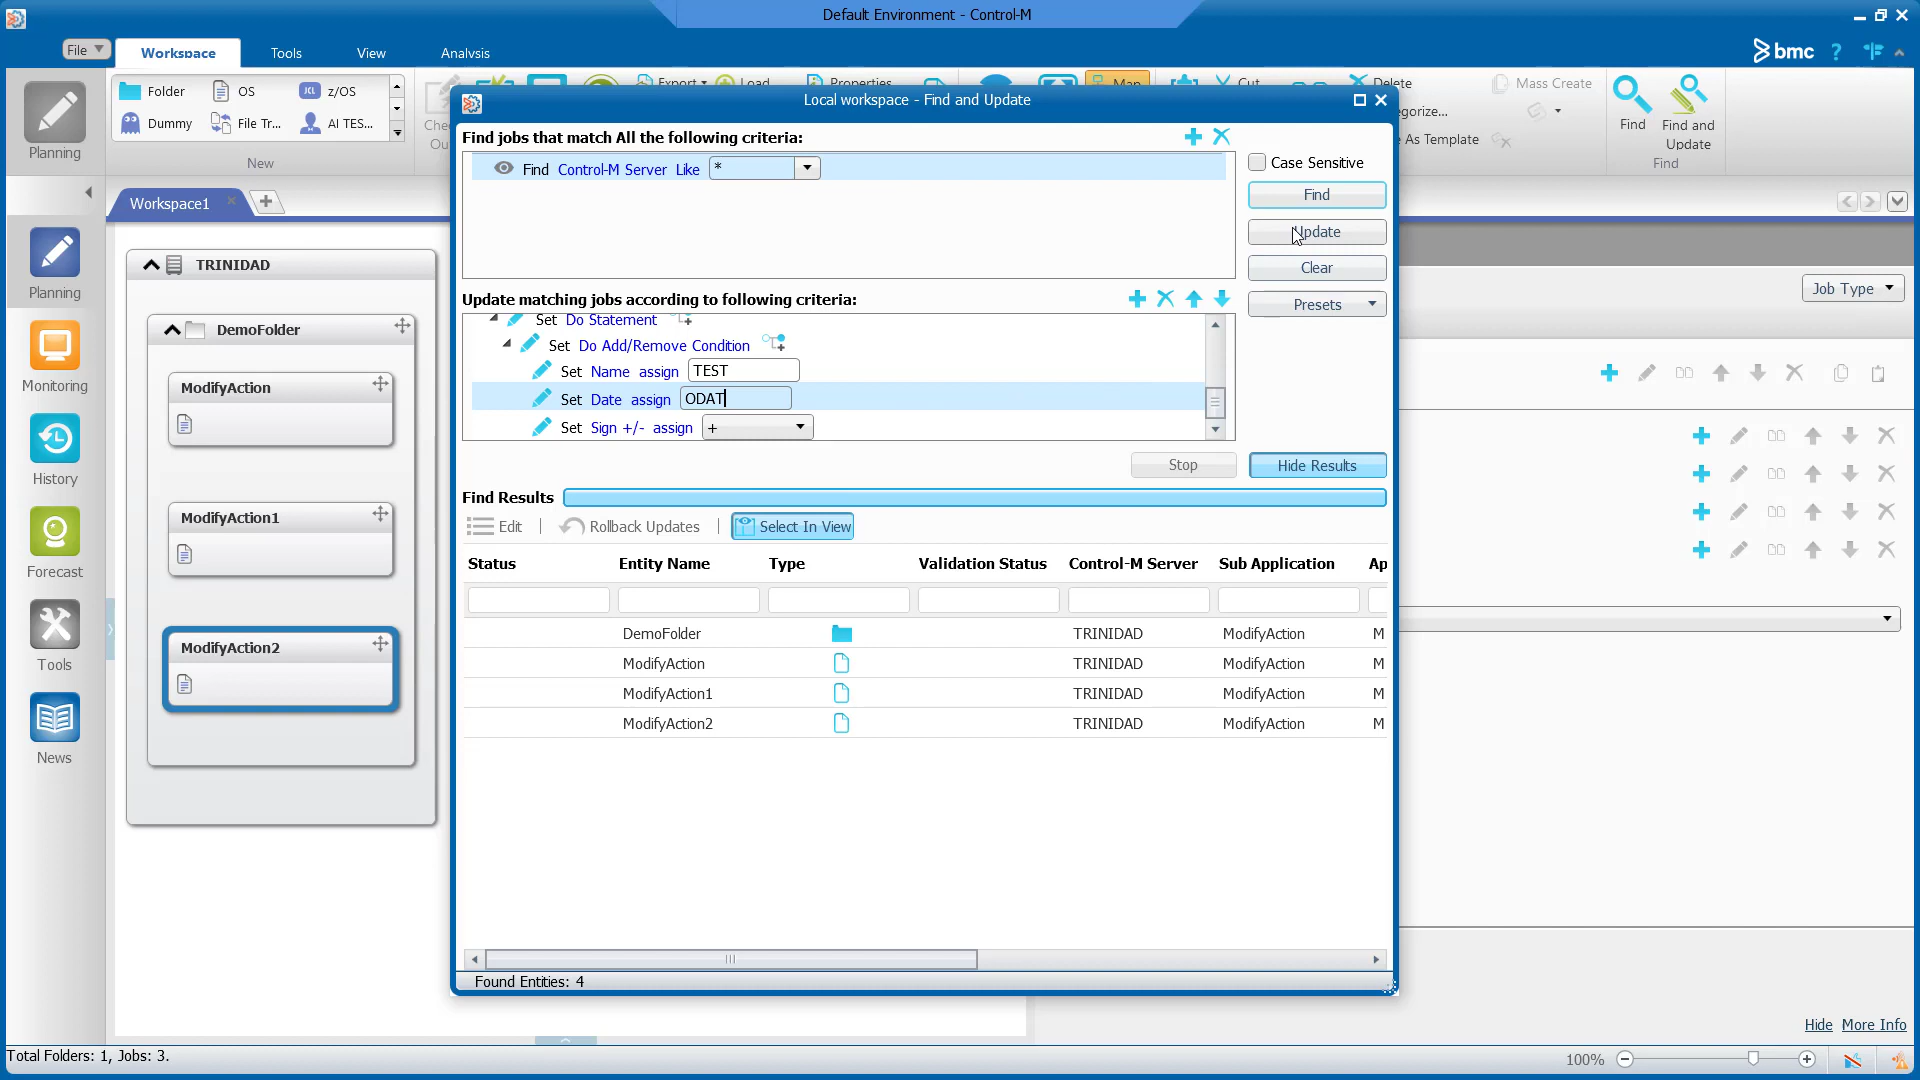 Default Environment - Control-M
File
Workspace
Tools
View
Analysis
bmc
?
Planning
Folder
OS
JCL
z/OS
Dummy
File Tr...
AI TES...
New
Export
Load
Properties
Map
Cut
Delete
Mass Create
Find
Find and Update
Find
Local workspace - Find and Update
Find jobs that match All the following criteria:
Find Control-M Server Like *
Case Sensitive
Find
Update
Clear
Presets
Update matching jobs according to following criteria:
Set Do Statement
Set Do Add/Remove Condition
Set Name assign TEST
Set Date assign ODAT
Set Sign +/- assign +
Stop
Hide Results
Find Results
Edit
Rollback Updates
Select In View
Status Entity Name Type Validation Status Control-M Server Sub Application Ap
DemoFolder TRINIDAD ModifyAction M
ModifyAction TRINIDAD ModifyAction M
ModifyAction1 TRINIDAD ModifyAction M
ModifyAction2 TRINIDAD ModifyAction M
Found Entities: 4
Workspace1
TRINIDAD
DemoFolder
ModifyAction
ModifyAction1
ModifyAction2
Planning
Monitoring
History
Forecast
Tools
News
As Template
Job Type
Hide More Info
Total Folders: 1, Jobs: 3.
100%